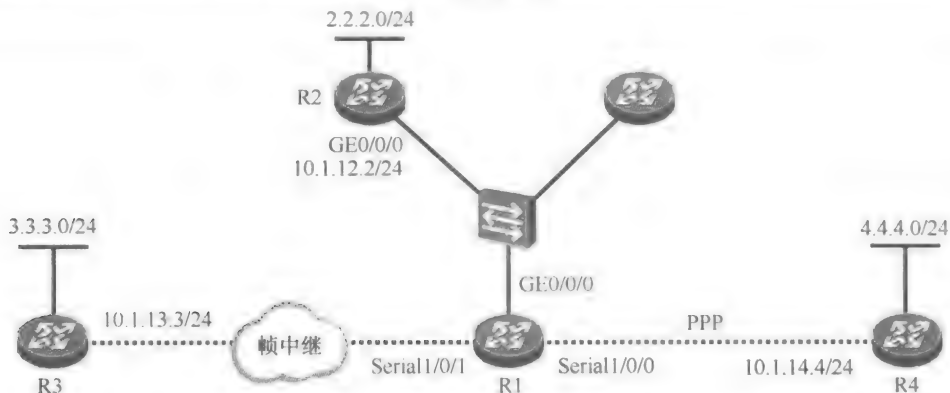 2.2.2.0/24
R2
GE0/0/0
10.1.12.2/24
3.3.3.0/24
4.4.4.0/24
GE0/0/0
10.1.13.3/24
帧中继
PPP
Serial1/0/1
Serial1/0/0
10.1.14.4/24
R3
R1
R4